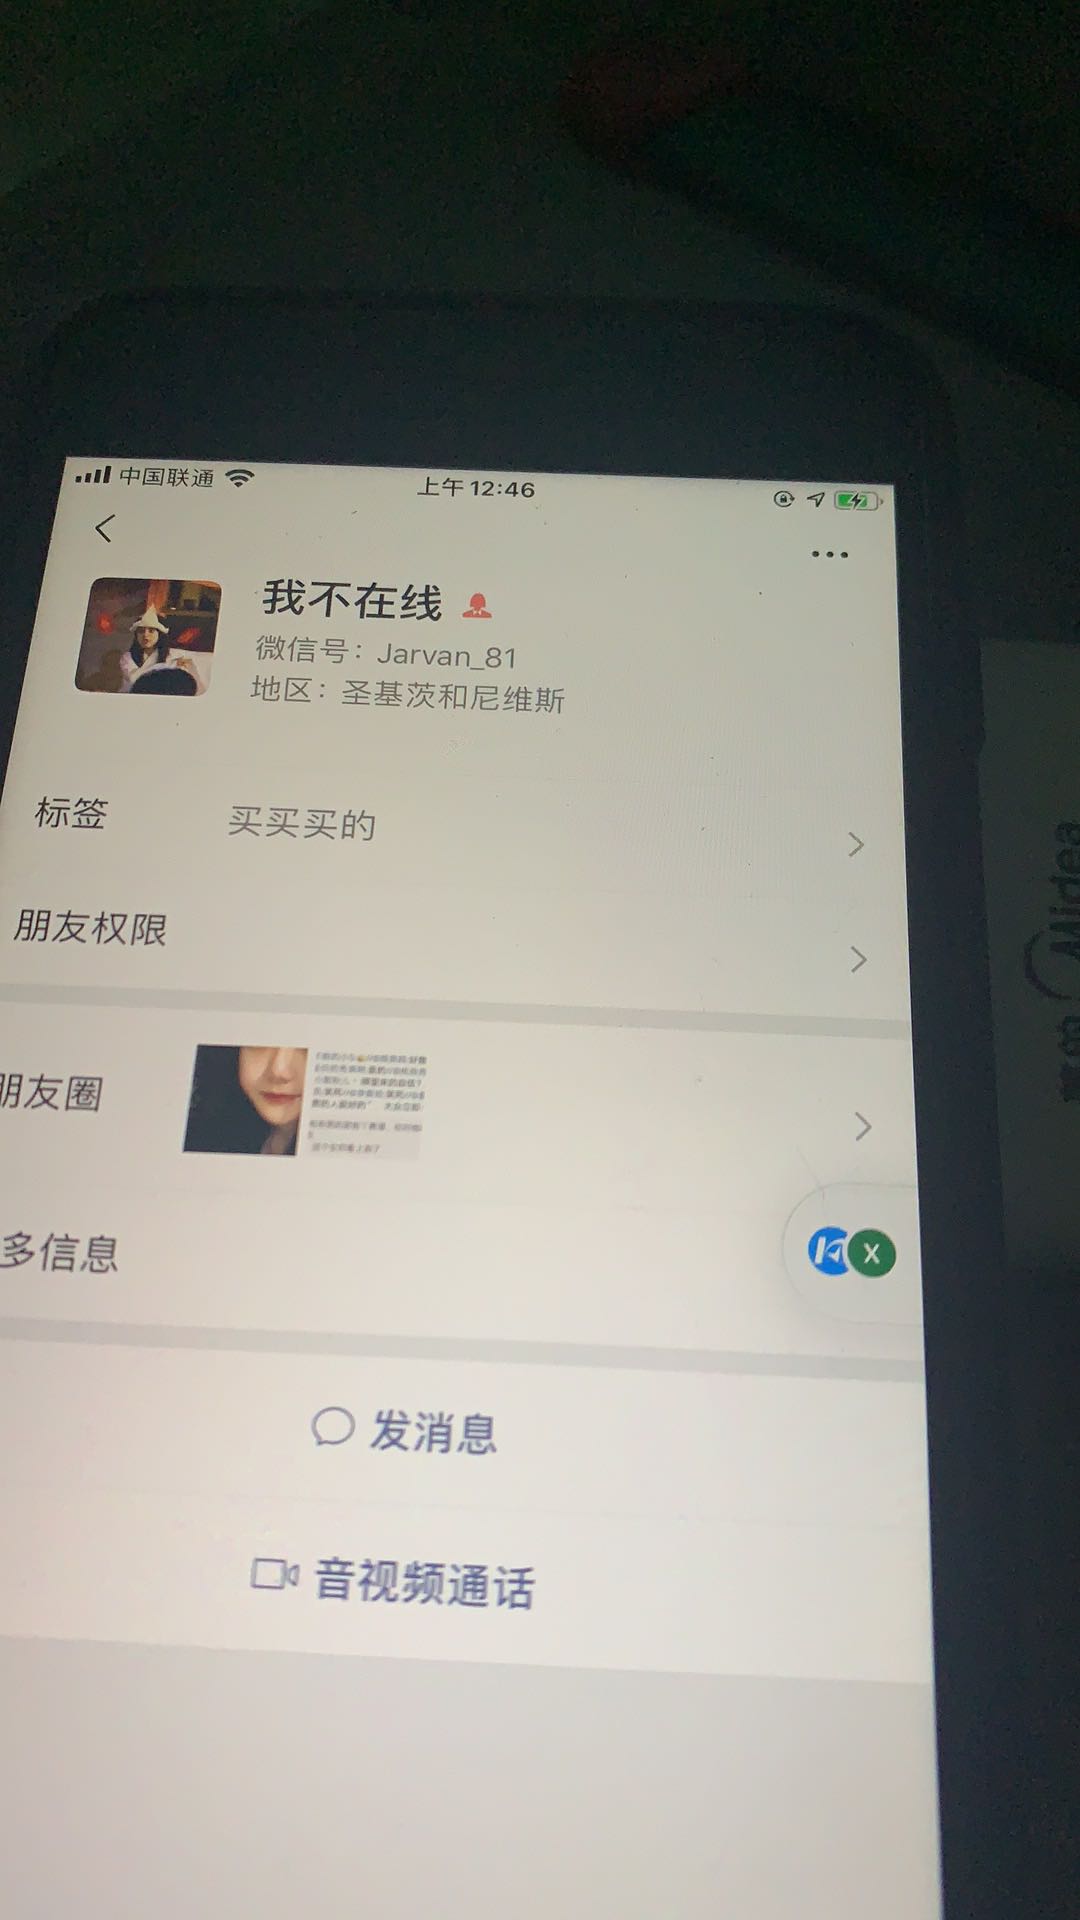 中国联通
上午 12:46
我不在线
微信号：Jarvan_81
地区：圣基茨和尼维斯
标签 买买买的
朋友权限
朋友圈
多信息
X
发消息
音视频通话
Midea